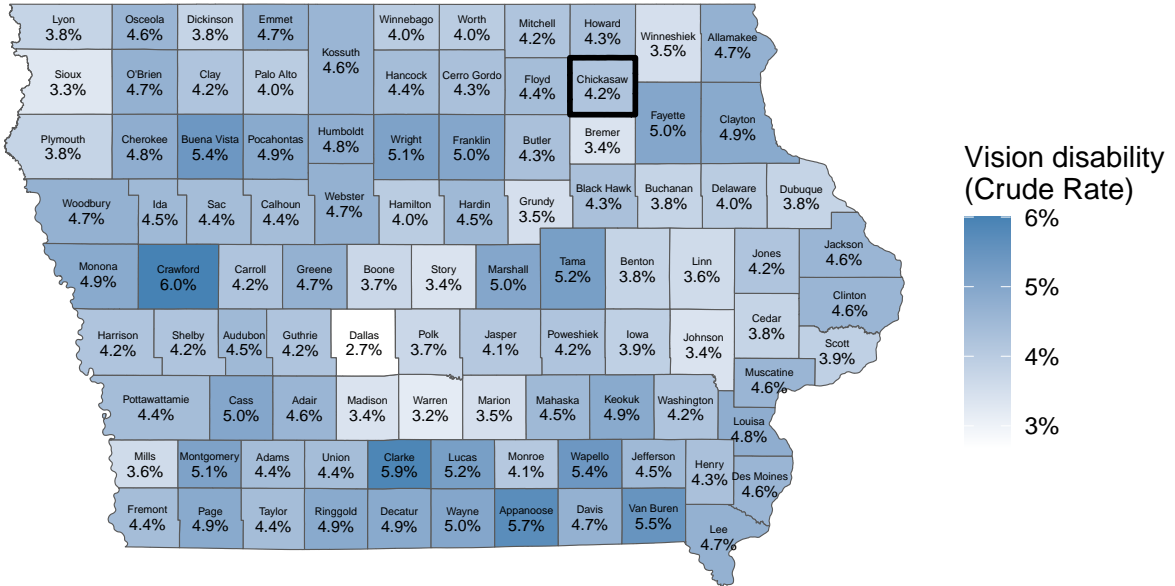 Lyon
3.8%
Osceola
4.6%
Dickinson
3.8%
Emmet
4.7%
Kossuth
4.6%
Winnebago
4.0%
Worth
4.0%
Mitchell
4.2%
Howard
4.3%
Winneshiek
3.5%
Allamakee
4.7%
Sioux
3.3%
O'Brien
4.7%
Clay
4.2%
Palo Alto
4.0%
Hancock
4.4%
Cerro Gordo
4.3%
Floyd
4.4%
Chickasaw
4.2%
Fayette
5.0%
Clayton
4.9%
Plymouth
3.8%
Cherokee
4.8%
Buena Vista
5.4%
Pocahontas
4.9%
Humboldt
4.8%
Wright
5.1%
Franklin
5.0%
Butler
4.3%
Bremer
3.4%
Woodbury
4.7%
Ida
4.5%
Sac
4.4%
Calhoun
4.4%
Webster
4.7%
Hamilton
4.0%
Hardin
4.5%
Grundy
3.5%
Black Hawk
4.3%
Buchanan
3.8%
Delaware
4.0%
Dubuque
3.8%
Monona
4.9%
Crawford
6.0%
Carroll
4.2%
Greene
4.7%
Boone
3.7%
Story
3.4%
Marshall
5.0%
Tama
5.2%
Benton
3.8%
Linn
3.6%
Jones
4.2%
Jackson
4.6%
Clinton
4.6%
Harrison
4.2%
Shelby
4.2%
Audubon
4.5%
Guthrie
4.2%
Dallas
2.7%
Polk
3.7%
Jasper
4.1%
Poweshiek
4.2%
Iowa
3.9%
Johnson
3.4%
Cedar
3.8%
Scott
3.9%
Muscatine
4.6%
Pottawattamie
4.4%
Cass
5.0%
Adair
4.6%
Madison
3.4%
Warren
3.2%
Marion
3.5%
Mahaska
4.5%
Keokuk
4.9%
Washington
4.2%
Louisa
4.8%
Mills
3.6%
Montgomery
5.1%
Adams
4.4%
Union
4.4%
Clarke
5.9%
Lucas
5.2%
Monroe
4.1%
Wapello
5.4%
Jefferson
4.5%
Henry
4.3%
Des Moines
4.6%
Fremont
4.4%
Page
4.9%
Taylor
4.4%
Ringgold
4.9%
Decatur
4.9%
Wayne
5.0%
Appanoose
5.7%
Davis
4.7%
Van Buren
5.5%
Lee
4.7%
Vision disability
(Crude Rate)
6%
5%
4%
3%